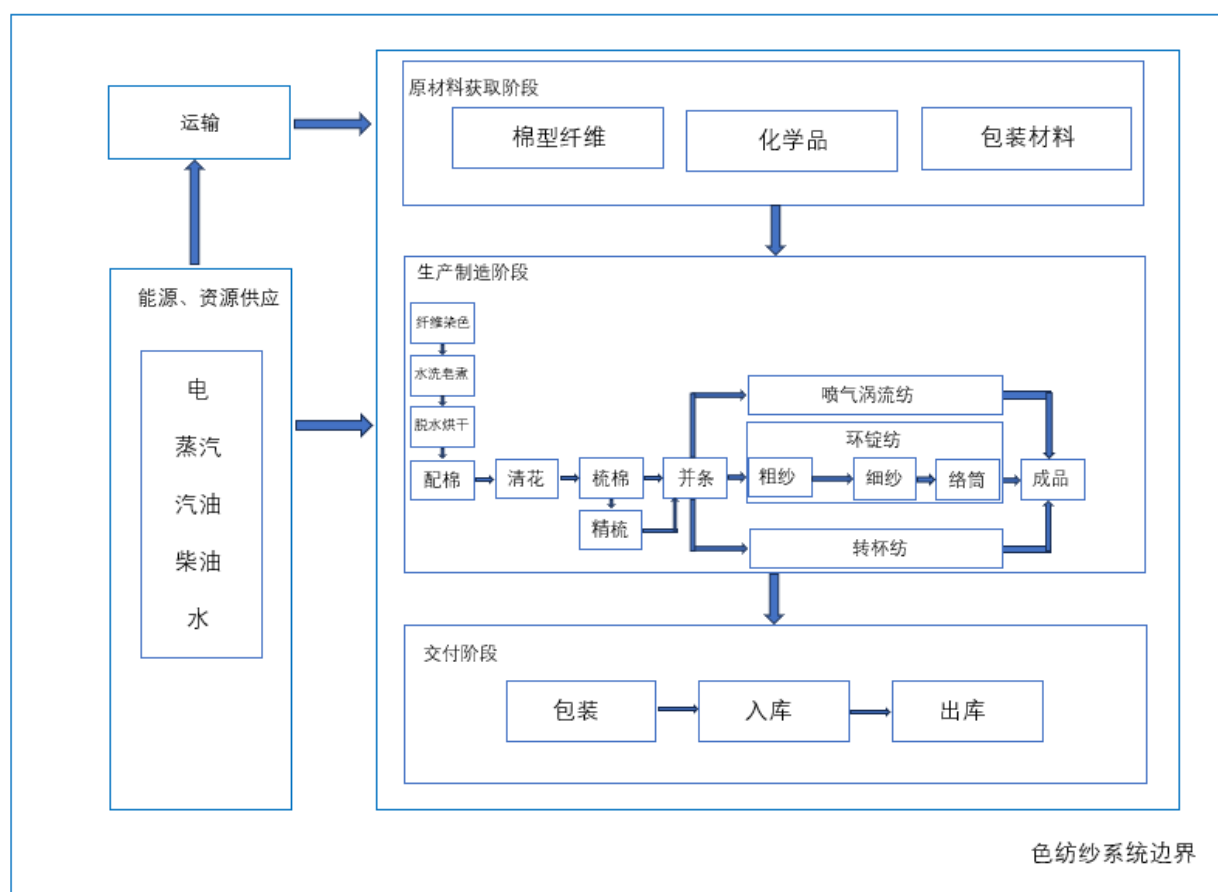 运输
能源、资源供应
电
蒸汽
汽油
柴油
水
原材料获取阶段
棉型纤维
化学品
包装材料
生产制造阶段
纤维染色
水洗皂煮
脱水烘干
配棉
清花
梳棉
精梳
并条
喷气涡流纺
环锭纺
粗纱
细纱
络筒
转杯纺
成品
交付阶段
包装
入库
出库
色纺纱系统边界